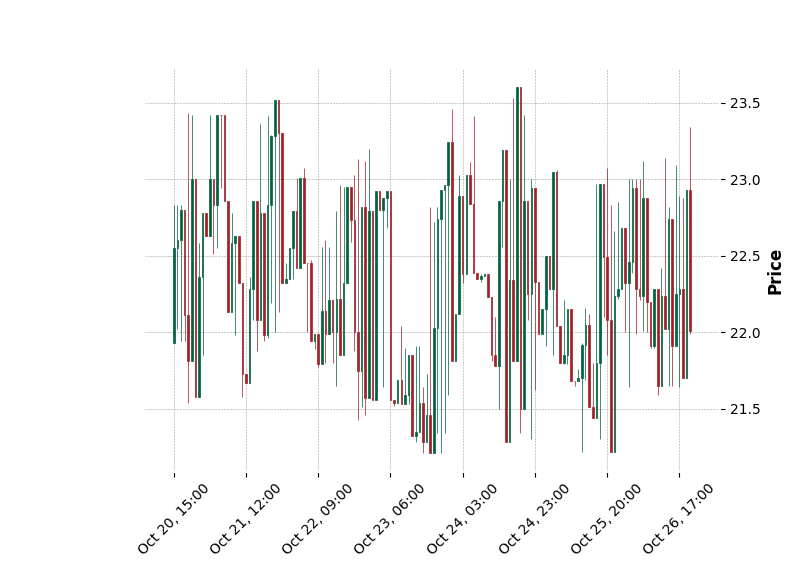 23.5
23.0
22.5
22.0
21.5
Price
Oct 20, 15:00
Oct 21, 12:00
Oct 22, 09:00
Oct 23, 06:00
Oct 24, 03:00
Oct 24, 23:00
Oct 25, 20:00
Oct 26, 17:00